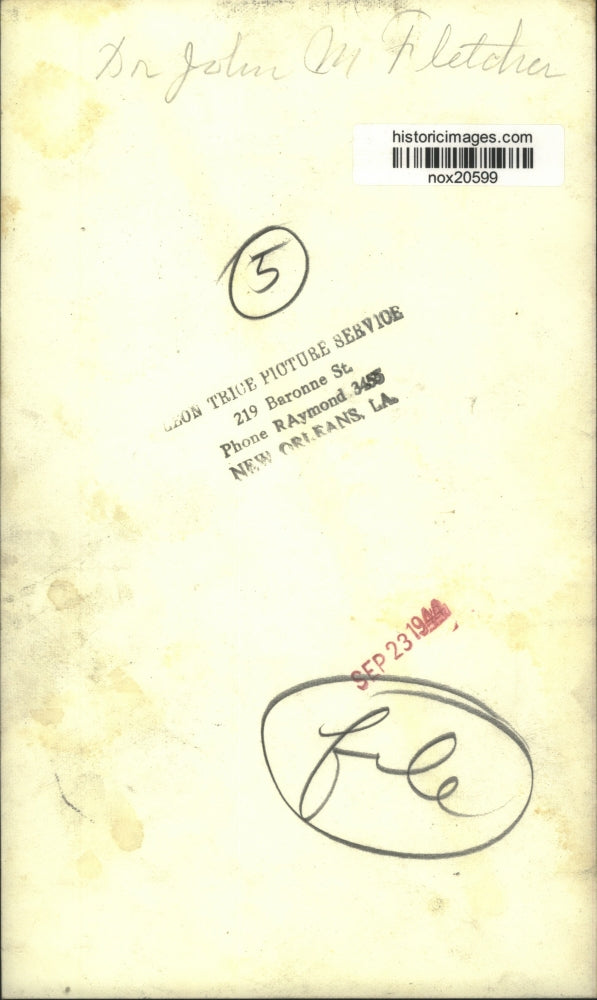 Dr John M Fletcher
historicimages.com
nox20599
5
LEON TRICE PICTURE SERVICE
219 Baronne St.
Phone RAymond 3455
NEW ORLEANS, LA.
SEP 23 1944
file